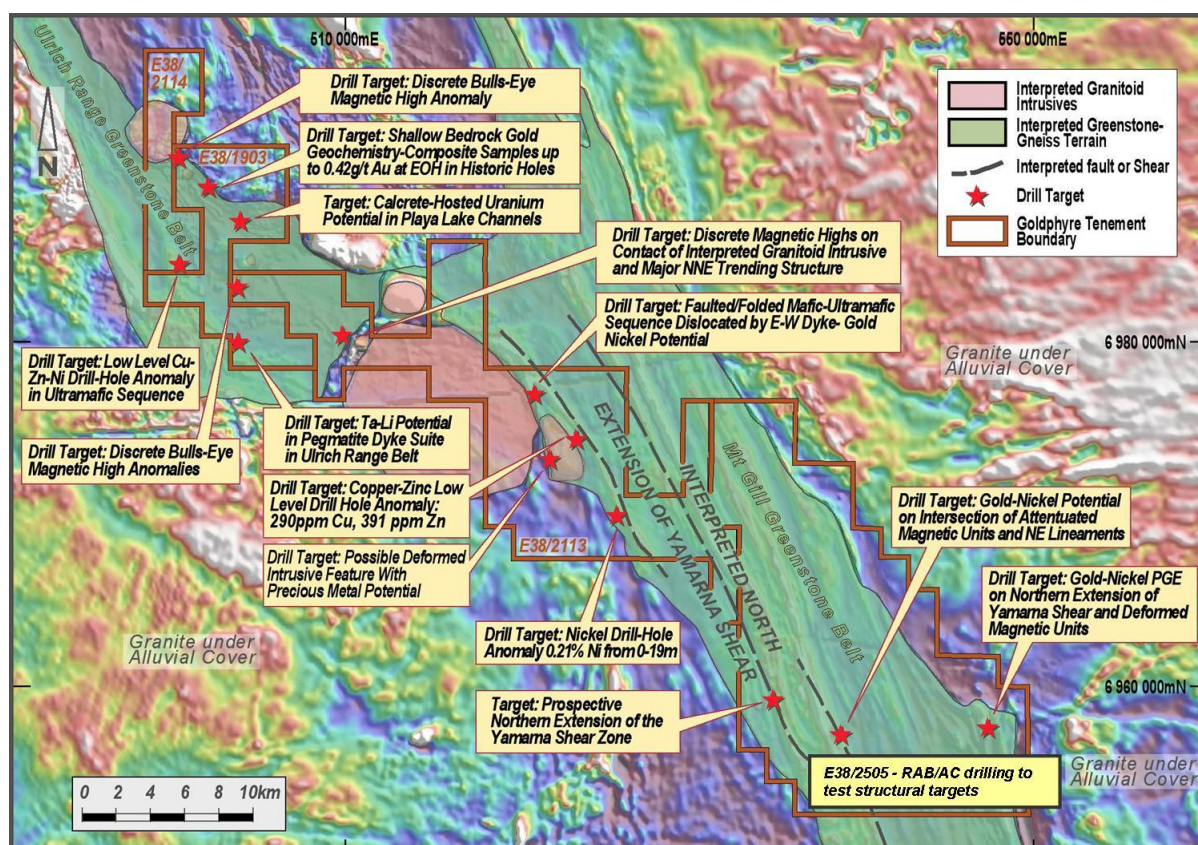 510 000mE
560 000mE
Ulrich Range Greenstone Belt
E38/
2114
N
E38/1903
Drill Target: Discrete Bulls-Eye
Magnetic High Anomaly
Drill Target: Shallow Bedrock Gold
Geochemistry-Composite Samples up
to 0.42g/t Au at EOH in Historic Holes
Target: Calcrete-Hosted Uranium
Potential in Playa Lake Channels
Interpreted Granitoid
Intrusives
Interpreted Greenstone-
Gneiss Terrain
Interpreted fault or Shear
Drill Target
Goldphyre Tenement
Boundary
Drill Target: Discrete Magnetic Highs on
Contact of Interpreted Granitoid Intrusive
and Major NNE Trending Structure
Drill Target: Faulted/Folded Mafic-Ultramafic
Sequence Dislocated by E-W Dyke- Gold
Nickel Potential
6 980 000mN
Granite under
Alluvial Cover
Drill Target: Low Level Cu-
Zn-Ni Drill-Hole Anomaly
in Ultramafic Sequence
Drill Target: Discrete Bulls-Eye
Magnetic High Anomalies
Drill Target: Ta-Li Potential
in Pegmatite Dyke Suite
in Ulrich Range Belt
Drill Target: Copper-Zinc Low
Level Drill Hole Anomaly:
290ppm Cu, 391 ppm Zn
Drill Target: Possible Deformed
Intrusive Feature With
Precious Metal Potential
E38/2113
EXTENSION OF YAMARNA SHEAR
INTERPRETED NORTH
Mt Gill Greenstone Belt
Drill Target: Gold-Nickel Potential
on Intersection of Attentuated
Magnetic Units and NE Lineaments
Drill Target: Gold-Nickel PGE
on Northern Extension of
Yamarna Shear and Deformed
Magnetic Units
Granite under
Alluvial Cover
Drill Target: Nickel Drill-Hole
Anomaly 0.21% Ni from 0-19m
Target: Prospective
Northern Extension of the
Yamarna Shear Zone
6 960 000mN
Granite under
Alluvial Cover
E38/2505 - RAB/AC drilling to
test structural targets
0 2 4 6 8 10km